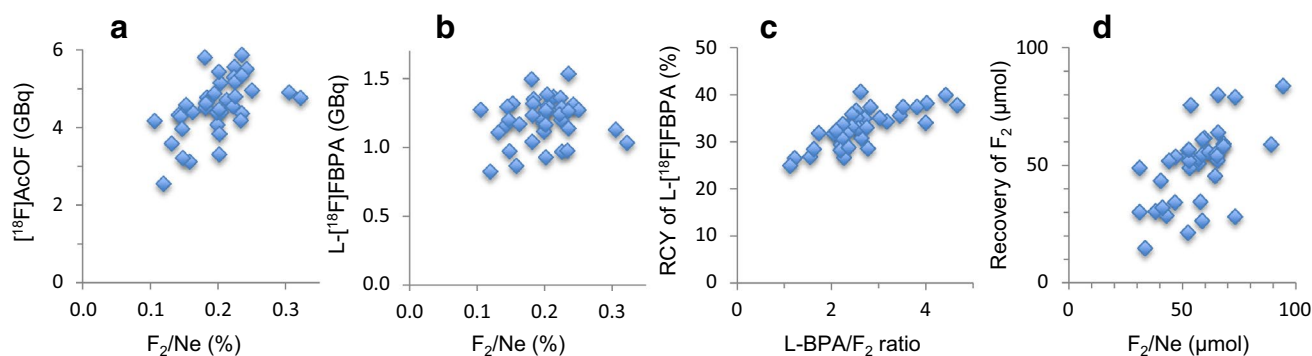 a
[¹⁸F]AcOF (GBq)
6
4
2
0
0.0 0.1 0.2 0.3
F₂/Ne (%)
b
L-[¹⁸F]FBPA (GBq)
1.5
1.0
0.5
0.0
0.0 0.1 0.2 0.3
F₂/Ne (%)
c
RCY of L-[¹⁸F]FBPA (%)
50
40
30
20
10
0
0 2 4
L-BPA/F₂ ratio
d
Recovery of F₂ (µmol)
100
50
0
0 50 100
F₂/Ne (µmol)